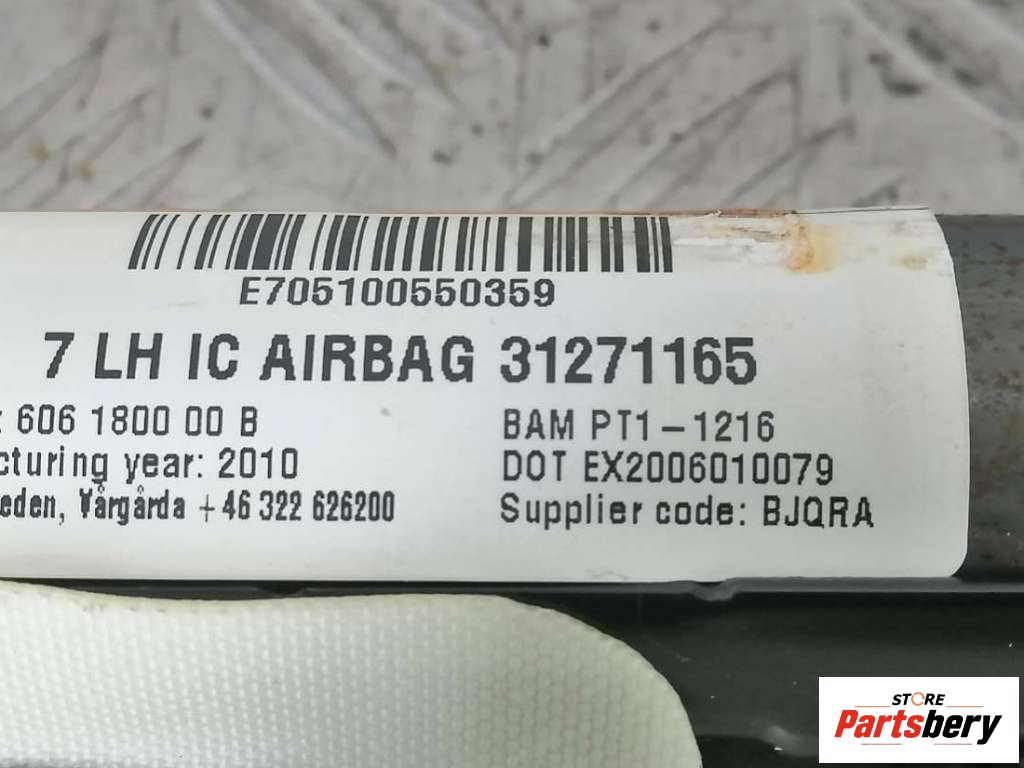 E705100550359
7 LH IC AIRBAG 31271165
: 606 1800 00 B
BAM PT1-1216
cturing year: 2010
DOT EX2006010079
eden, Vårgårda +46 322 626200
Supplier code: BJQRA
STORE
Partsbery